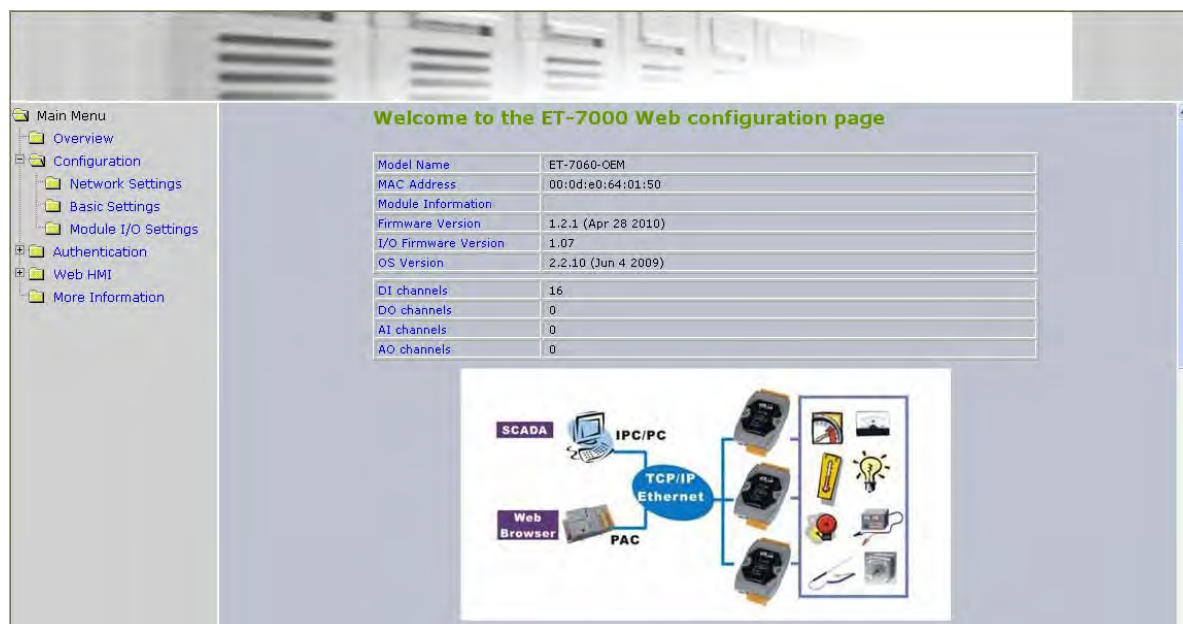 Main Menu
Overview
Configuration
Network Settings
Basic Settings
Module I/O Settings
Authentication
Web HMI
More Information
Welcome to the ET-7000 Web configuration page
Model Name ET-7060-OEM
MAC Address 00:0d:e0:64:01:50
Module Information
Firmware Version 1.2.1 (Apr 28 2010)
I/O Firmware Version 1.07
OS Version 2.2.10 (Jun 4 2009)
DI channels 16
DO channels 0
AI channels 0
AO channels 0
SCADA
IPC/PC
TCP/IP
Ethernet
Web
Browser
PAC